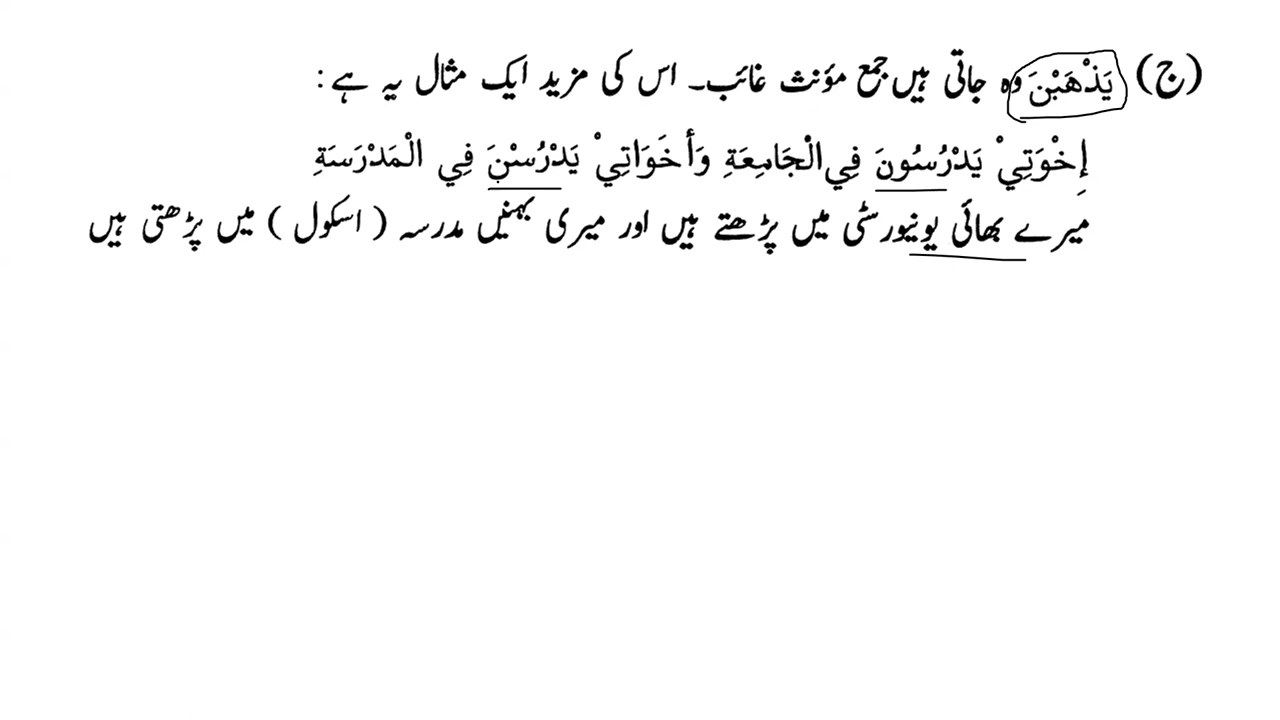 (ج) يَذْهَبْنَ وہ جاتی ہیں جمع مؤنث غائب۔ اس کی مزید ایک مثال یہ ہے :
إِخْوَتِيْ يَدْرُسُونَ فِي الْجَامِعَةِ وَأَخَوَاتِيْ يَدْرُسْنَ فِي الْمَدْرَسَةِ
میرے بھائی یونیورسٹی میں پڑھتے ہیں اور میری بہنیں مدرسہ ( اسکول ) میں پڑھتی ہیں